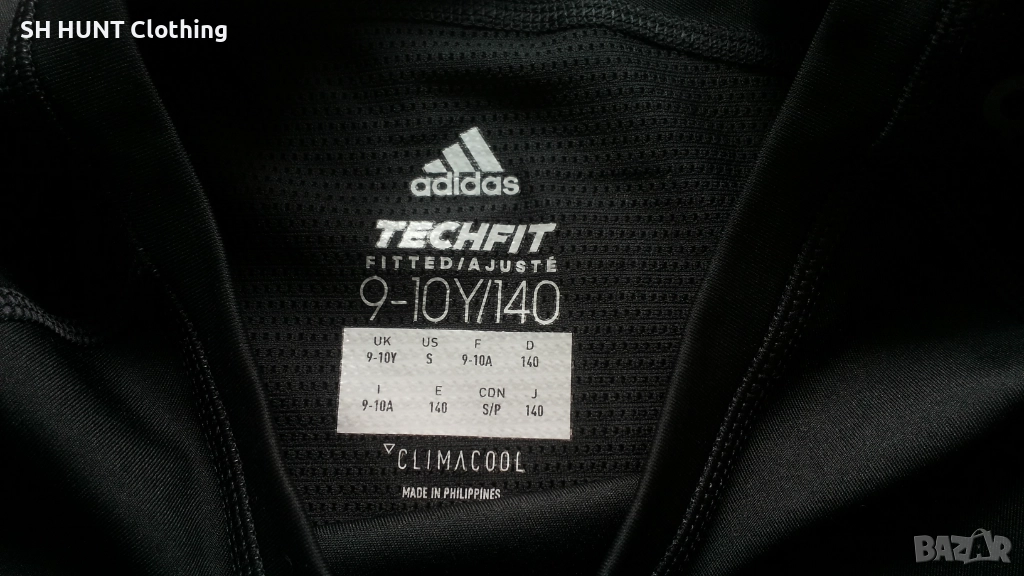 SH HUNT Clothing
adidas
TECHFIT
FITTED/AJUSTÉ
9-10Y/140
UK US F D
9-10Y S 9-10A 140
I E CON J
9-10A 140 S/P 140
CLIMACOOL
MADE IN PHILIPPINES
BAZAR